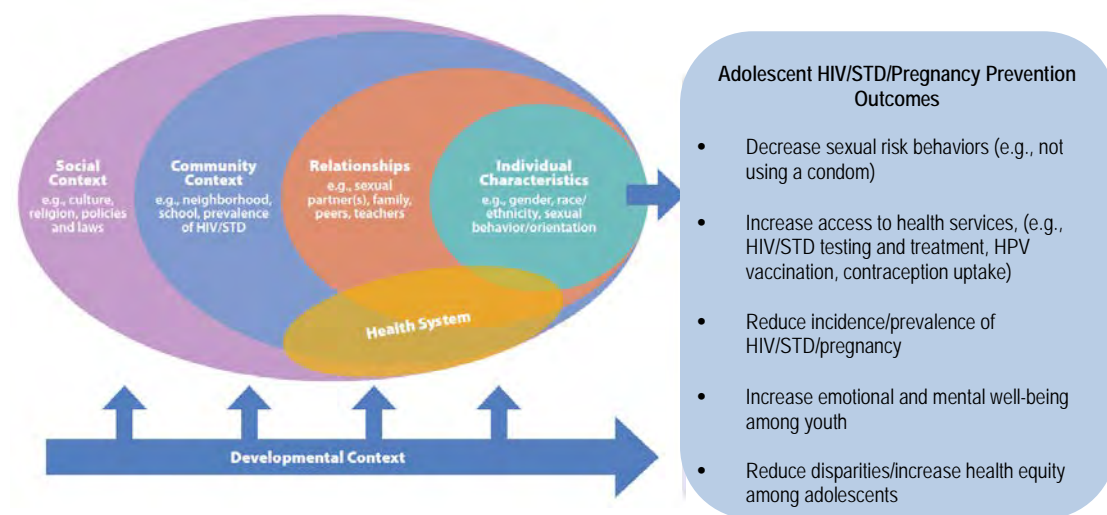 Social
Context
e.g., culture,
religion, policies
and laws
Community
Context
e.g., neighborhood,
school, prevalence
of HIV/STD
Relationships
e.g., sexual
partner(s), family,
peers, teachers
Individual
Characteristics
e.g., gender, race/
ethnicity, sexual
behavior/orientation
Health System
Developmental Context
Adolescent HIV/STD/Pregnancy Prevention
Outcomes
• Decrease sexual risk behaviors (e.g., not
using a condom)
• Increase access to health services, (e.g.,
HIV/STD testing and treatment, HPV
vaccination, contraception uptake)
• Reduce incidence/prevalence of
HIV/STD/pregnancy
• Increase emotional and mental well-being
among youth
• Reduce disparities/increase health equity
among adolescents